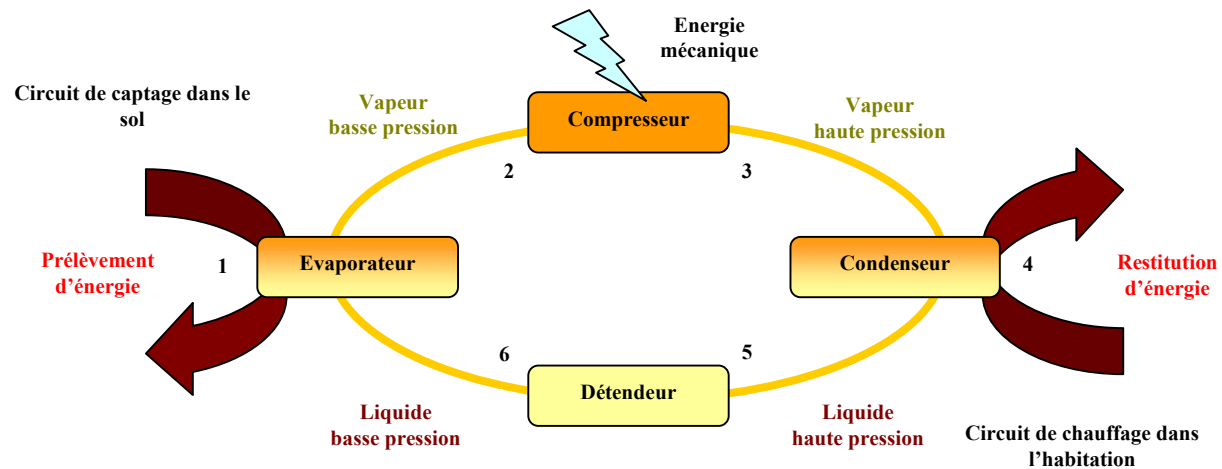 Energie
mécanique
Circuit de captage dans le
sol
Vapeur
basse pression
Compresseur
Vapeur
haute pression
2
3
Prélèvement
d’énergie
1
Evaporateur
Condenseur
4
Restitution
d’énergie
6
5
Détendeur
Liquide
basse pression
Liquide
haute pression
Circuit de chauffage dans
l’habitation